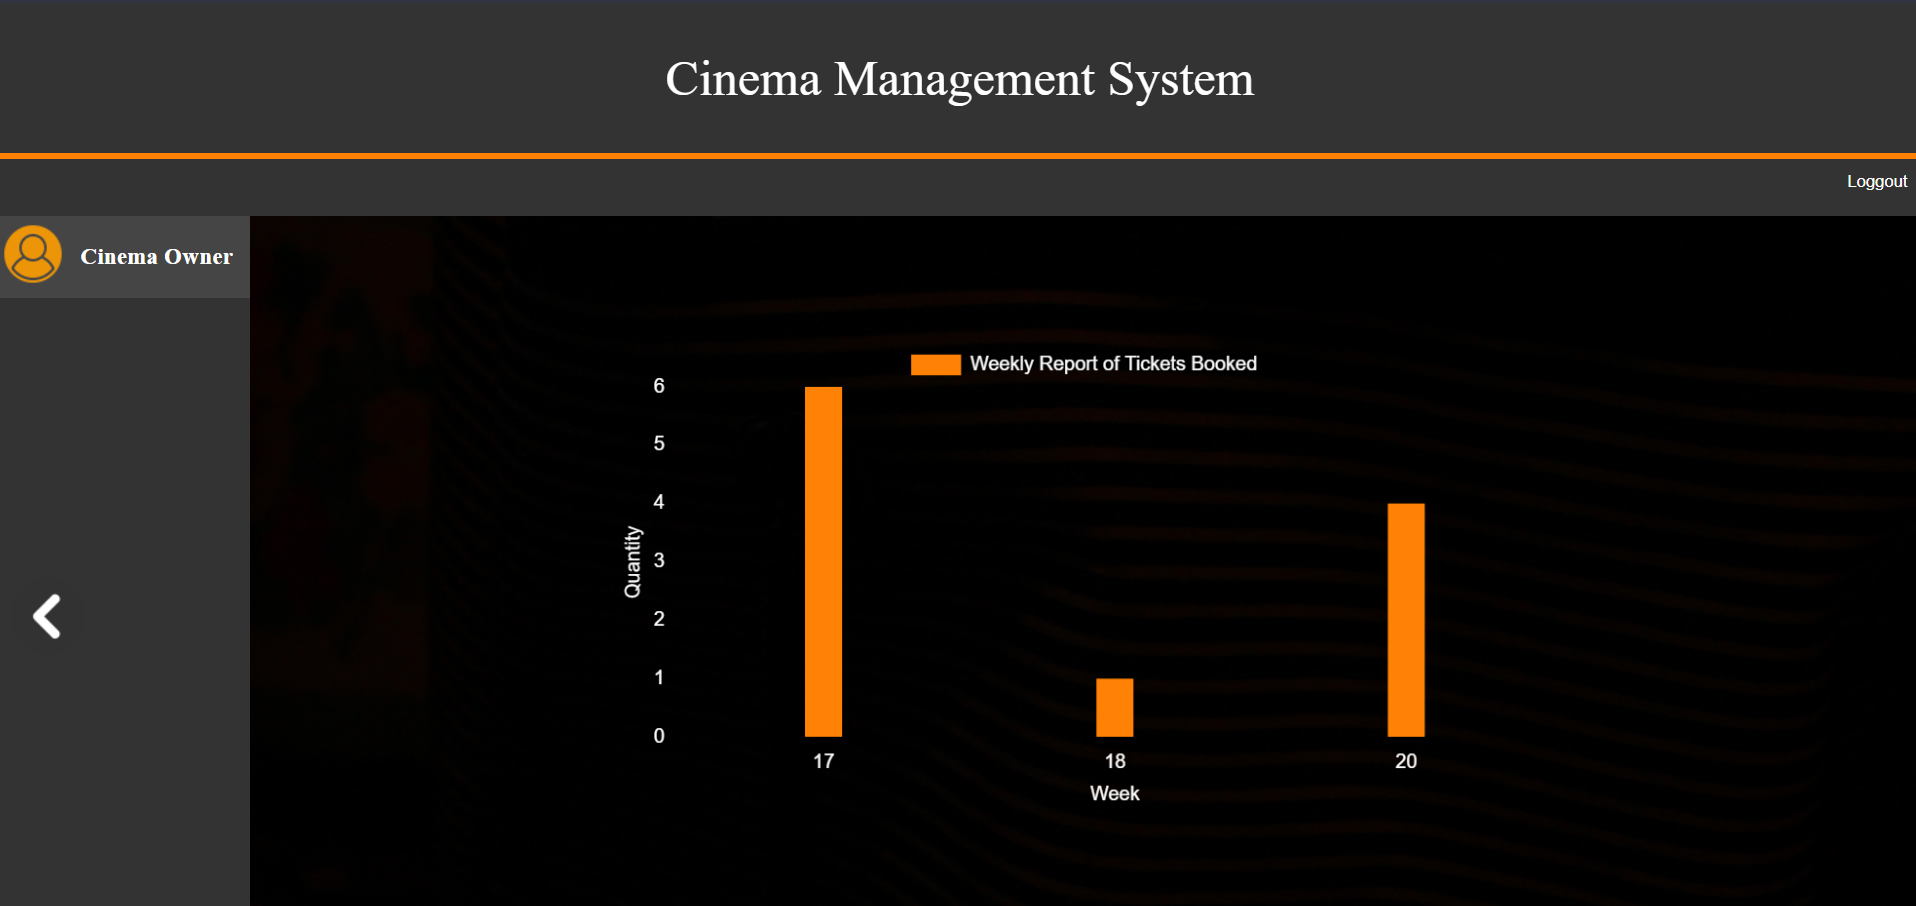 Cinema Management System
Loggout
Cinema Owner
Weekly Report of Tickets Booked
6
5
4
3
2
1
0
Quantity
17
18
20
Week